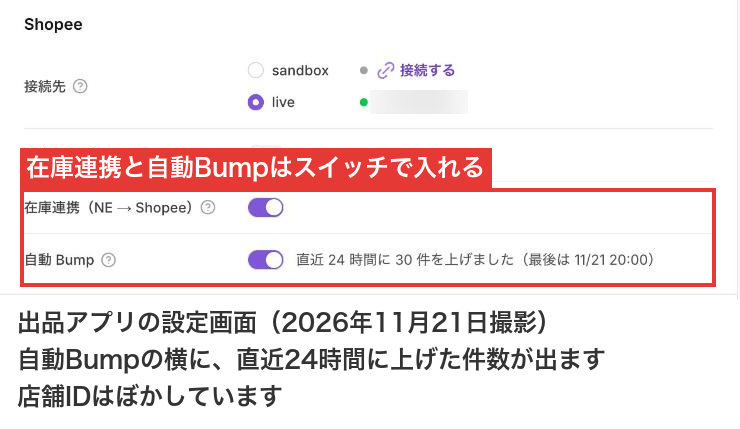 Shopee
接続先
sandbox
接続する
live
在庫連携と自動Bumpはスイッチで入れる
在庫連携（NE → Shopee）
自動 Bump
直近 24 時間に 30 件を上げました（最後は 11/21 20:00）
出品アプリの設定画面（2026年11月21日撮影）
自動Bumpの横に、直近24時間に上げた件数が出ます
店舗IDはぼかしています